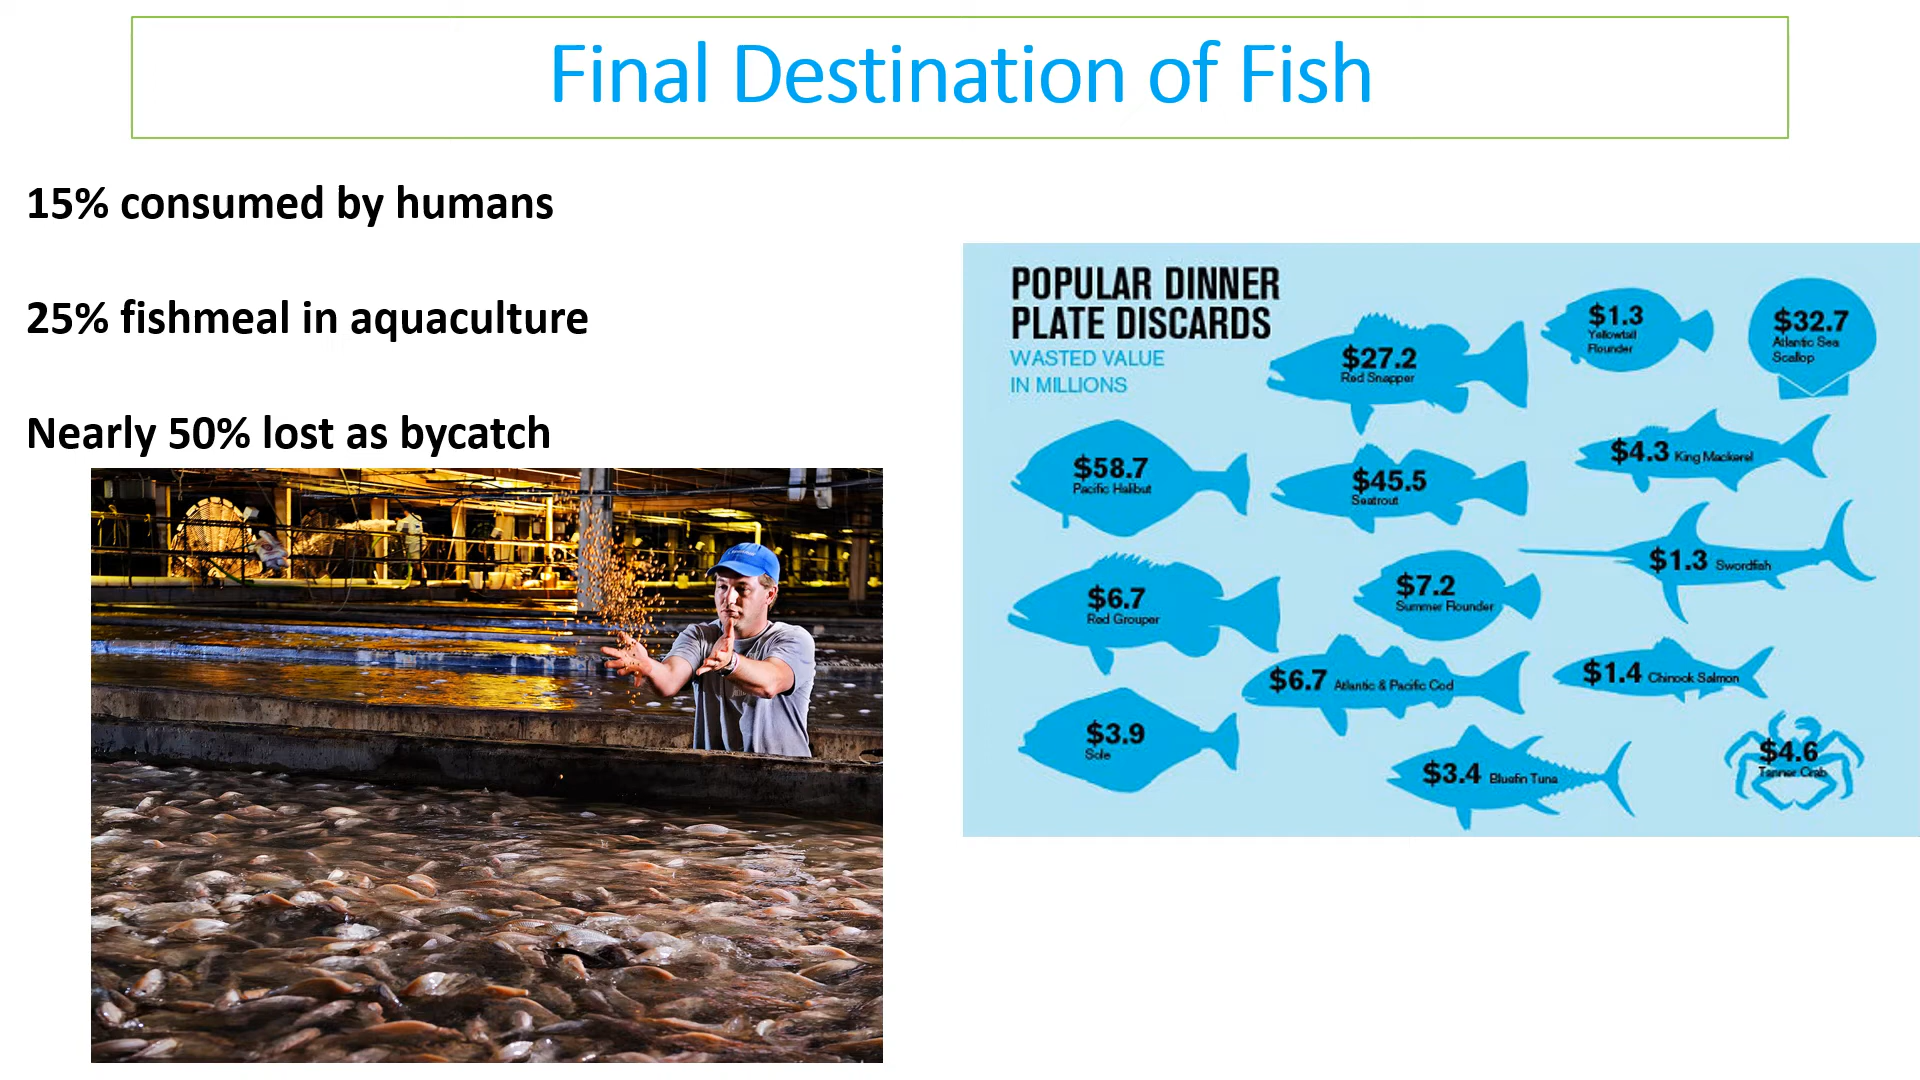 Final Destination of Fish
15% consumed by humans
25% fishmeal in aquaculture
Nearly 50% lost as bycatch
POPULAR DINNER
PLATE DISCARDS
WASTED VALUE
IN MILLIONS
$27.2
Red Snapper
$1.3
Yellowtail
Flounder
$32.7
Atlantic Sea
Scallop
$58.7
Pacific Halibut
$45.5
Seatrout
$4.3 King Mackerel
$6.7
Red Grouper
$7.2
Summer Flounder
$1.3 Swordfish
$6.7 Atlantic & Pacific Cod
$1.4 Chinook Salmon
$3.9
Sole
$3.4 Bluefin Tuna
$4.6
Tanner Crab